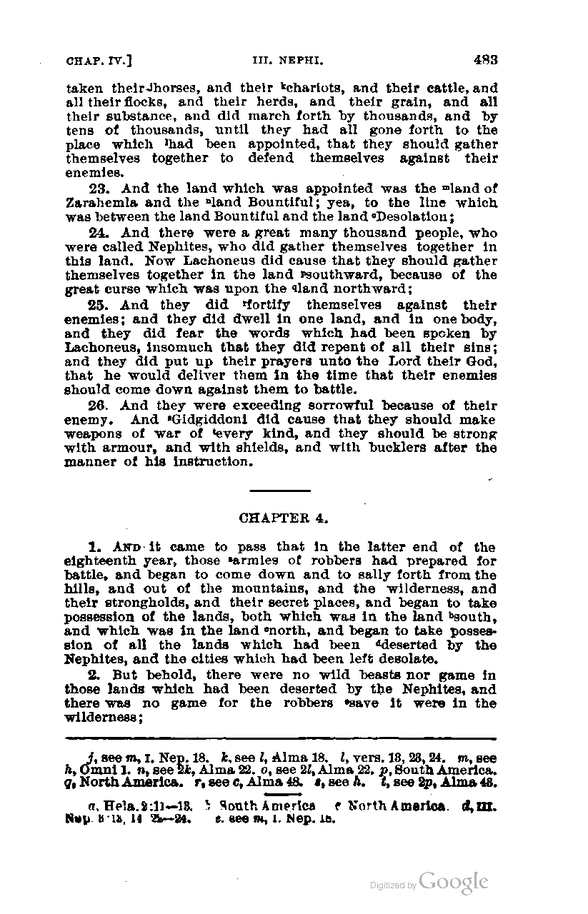 CHAP. IV.] III. NEPHI. 483
taken their jhorses, and their kchariots, and their cattle, and
all their flocks, and their herds, and their grain, and all
their substance, and did march forth by thousands, and by
tens of thousands, until they had all gone forth to the
place which lhad been appointed, that they should gather
themselves together to defend themselves against their
enemies.
23. And the land which was appointed was the mland of
Zarahemla and the nland Bountiful; yea, to the line which
was between the land Bountiful and the land oDesolation;
24. And there were a great many thousand people, who
were called Nephites, who did gather themselves together in
this land. Now Lachoneus did cause that they should gather
themselves together in the land psouthward, because of the
great curse which was upon the qland northward;
25. And they did rfortify themselves against their
enemies; and they did dwell in one land, and in one body,
and they did fear the words which had been spoken by
Lachoneus, insomuch that they did repent of all their sins;
and they did put up their prayers unto the Lord their God,
that he would deliver them in the time that their enemies
should come down against them to battle.
26. And they were exceeding sorrowful because of their
enemy. And sGidgiddoni did cause that they should make
weapons of war of tevery kind, and they should be strong
with armour, and with shields, and with bucklers after the
manner of his instruction.
CHAPTER 4.
1. AND it came to pass that in the latter end of the
eighteenth year, those aarmies of robbers had prepared for
battle, and began to come down and to sally forth from the
hills, and out of the mountains, and the wilderness, and
their strongholds, and their secret places, and began to take
possession of the lands, both which was in the land bsouth,
and which was in the land cnorth, and began to take posses-
sion of all the lands which had been ddeserted by the
Nephites, and the cities which had been left desolate.
2. But behold, there were no wild beasts nor game in
those lands which had been deserted by the Nephites, and
there was no game for the robbers esave it were in the
wilderness;
j, see m, I. Nep. 18. k, see l, Alma 18. l, vers. 13, 23, 24. m, see
h, Omni 1. n, see 2k, Alma 22. o, see 2l, Alma 22. p, South America.
q, North America. r, see c, Alma 48. s, see h. t, see 2p, Alma 43.
a, Hela. 2:11—13. b South America c North America. d, III.
Nep. 3:13, 14 22—24. e, see m, I. Nep. 18.
Digitized by Google